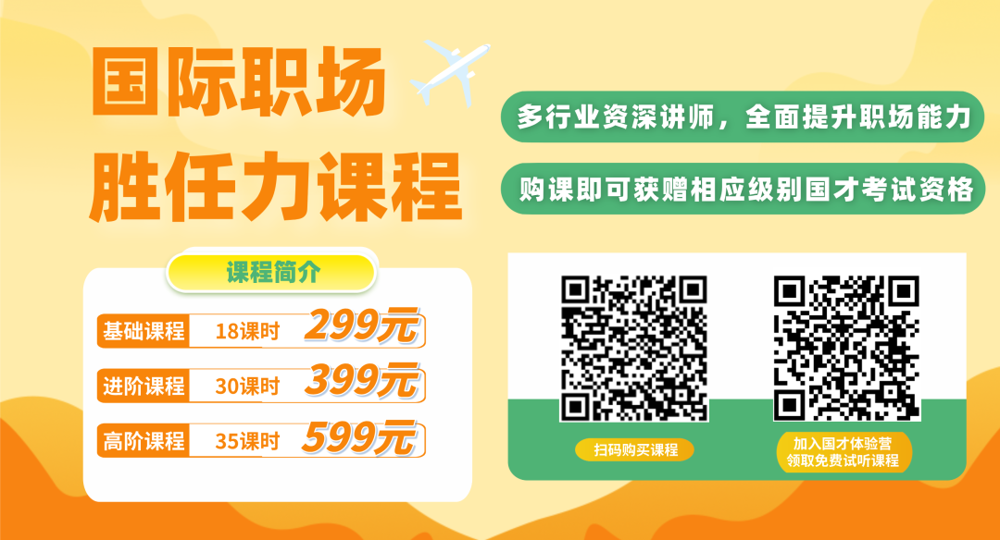 国际职场
胜任力课程
多行业资深讲师，全面提升职场能力
购课即可获赠相应级别国才考试资格
课程简介
基础课程 18课时 299元
进阶课程 30课时 399元
高阶课程 35课时 599元
扫码购买课程
加入国才体验营
领取免费试听课程